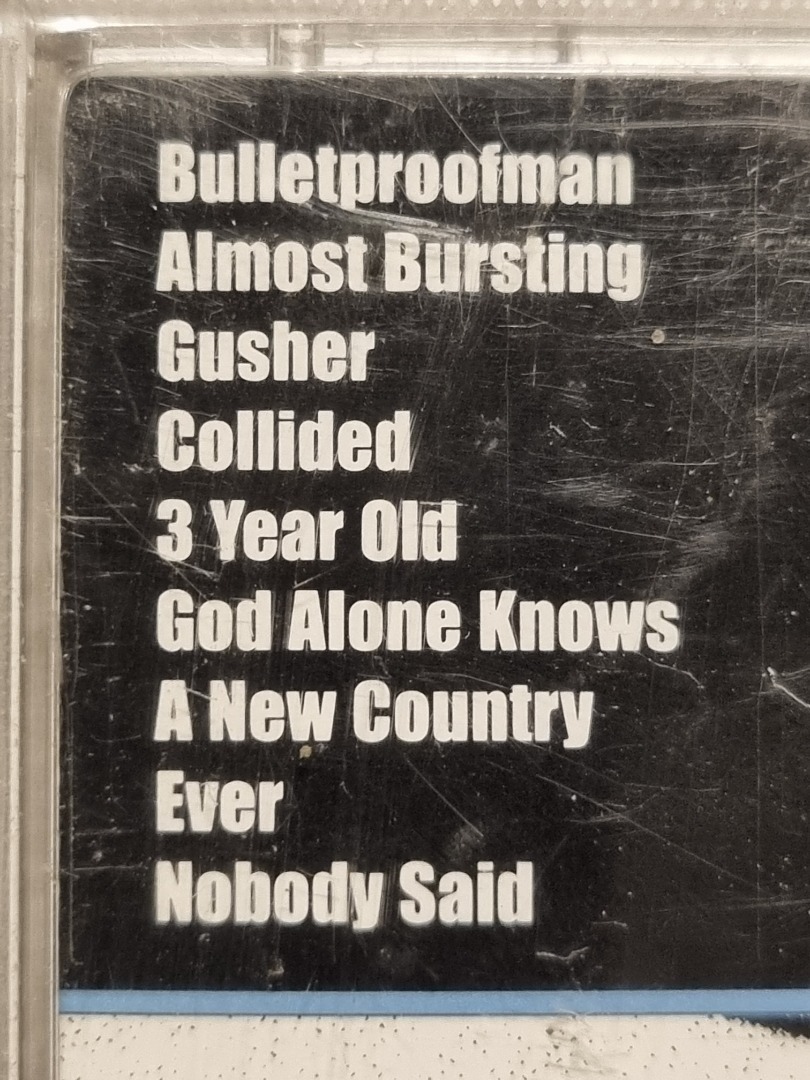 Bulletproofman
Almost Bursting
Gusher
Collided
3 Year Old
God Alone Knows
A New Country
Ever
Nobody Said